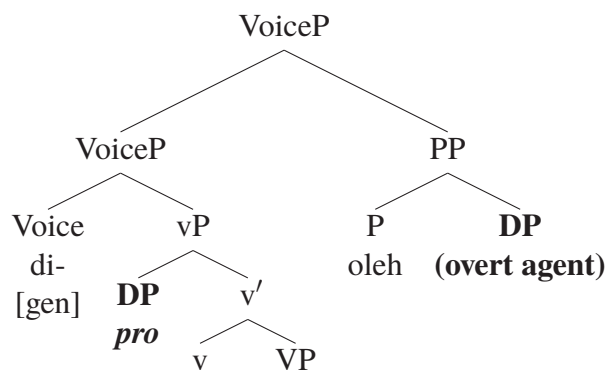 VoiceP
VoiceP PP
Voice vP P DP
di- oleh (overt agent)
[gen] DP v′
pro
v VP